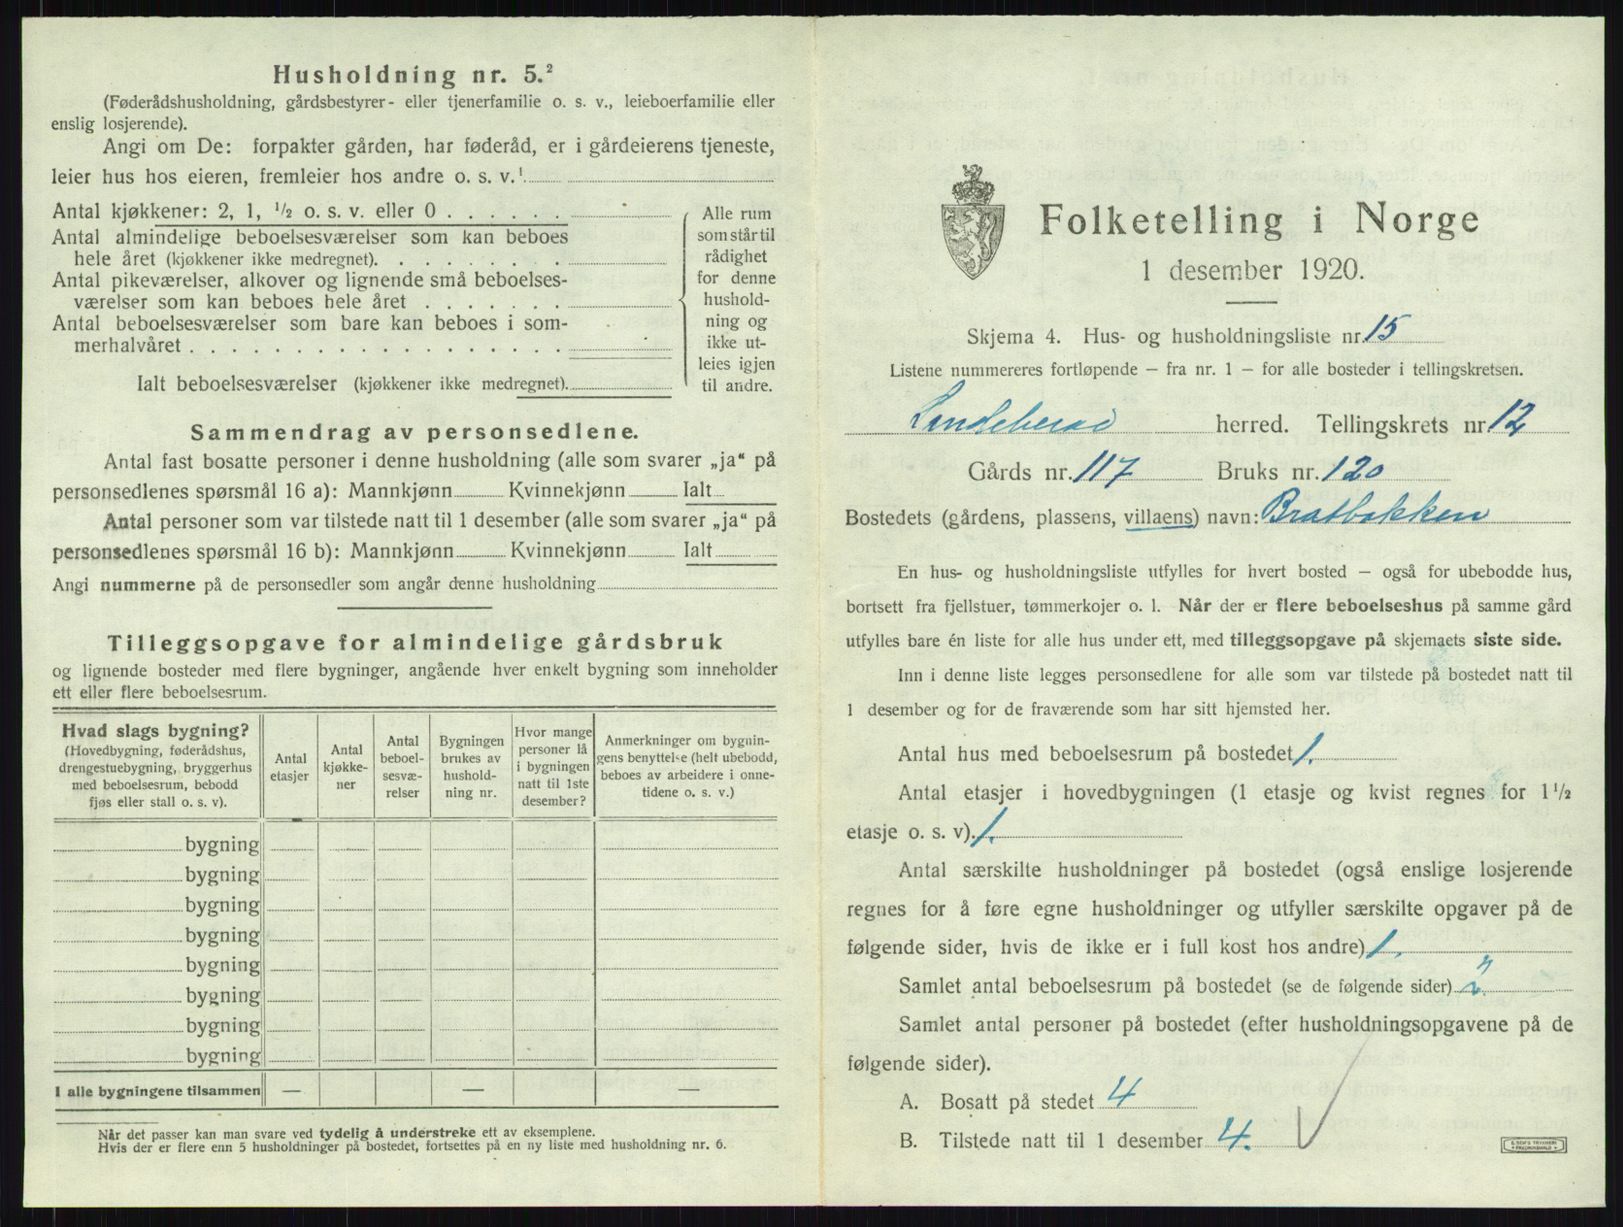 Husholdning nr. 5.²
(Føderådshusholdning, gårdsbestyrer- eller tjenerfamilie o. s. v., leieboerfamilie eller
enslig losjerende).
Angi om De: forpakter gården, har føderåd, er i gårdeierens tjeneste,
leier hus hos eieren, fremleier hos andre o. s. v.¹
Antal kjøkkener: 2, 1, ½ o. s. v. eller 0 . . . . . .
Antal almindelige beboelsesværelser som kan beboes
hele året (kjøkkener ikke medregnet). . . . . . . .
Antal pikeværelser, alkover og lignende små beboelses-
værelser som kan beboes hele året . . . . . . .
Antal beboelsesværelser som bare kan beboes i som-
merhalvåret . . . . . . . . . . . . . . . . . .
Ialt beboelsesværelser (kjøkkener ikke medregnet).
Alle rum
som står til
rådighet
for denne
hushold-
ning og
ikke ut-
leies igjen
til andre.
Sammendrag av personsedlene.
Antal fast bosatte personer i denne husholdning (alle som svarer „ja“ på
personsedlenes spørsmål 16 a): Mannkjønn Kvinnekjønn Ialt
Antal personer som var tilstede natt til 1 desember (alle som svarer „ja“ på
personsedlenes spørsmål 16 b): Mannkjønn Kvinnekjønn Ialt
Angi nummerne på de personsedler som angår denne husholdning
Tilleggsopgave for almindelige gårdsbruk
og lignende bosteder med flere bygninger, angående hver enkelt bygning som inneholder
ett eller flere beboelsesrum.
Hvad slags bygning?
(Hovedbygning, føderådshus,
drengestuebygning, bryggerhus
med beboelsesrum, bebodd
fjøs eller stall o. s. v).
Antal
etasjer
Antal
kjøkke-
ner
Antal
beboel-
sesvæ-
relser
Bygningen
brukes av
hushold-
ning nr.
Hvor mange
personer lå
i bygningen
natt til 1ste
desember?
Anmerkninger om bygnin-
gens benyttelse (helt ubebodd,
beboes av arbeidere i onne-
tidene o. s. v.)
bygning
bygning
bygning
bygning
bygning
bygning
bygning
bygning
I alle bygningene tilsammen — — —
Når det passer kan man svare ved tydelig å understreke ett av eksemplene.
Hvis der er flere enn 5 husholdninger på bostedet, fortsettes på en ny liste med husholdning nr. 6.
Folketelling i Norge
1 desember 1920.
Skjema 4. Hus- og husholdningsliste nr. 15
Listene nummereres fortløpende — fra nr. 1 — for alle bosteder i tellingskretsen.
herred. Tellingskrets nr. 12
Gårds nr. 117 Bruks nr. 120
Bostedets (gårdens, plassens, villaens) navn: Bratbakken
En hus- og husholdningsliste utfylles for hvert bosted — også for ubebodde hus,
bortsett fra fjellstuer, tømmerkojer o. l. Når der er flere beboelseshus på samme gård
utfylles bare én liste for alle hus under ett, med tilleggsopgave på skjemaets siste side.
Inn i denne liste legges personsedlene for alle som var tilstede på bostedet natt til
1 desember og for de fraværende som har sitt hjemsted her.
Antal hus med beboelsesrum på bostedet 1.
Antal etasjer i hovedbygningen (1 etasje og kvist regnes for 1½
etasje o. s. v). 1.
Antal særskilte husholdninger på bostedet (også enslige losjerende
regnes for å føre egne husholdninger og utfyller særskilte opgaver på de
følgende sider, hvis de ikke er i full kost hos andre) 1.
Samlet antal beboelsesrum på bostedet (se de følgende sider) 2
Samlet antal personer på bostedet (efter husholdningsopgavene på de
følgende sider).
A. Bosatt på stedet 4
B. Tilstede natt til 1 desember 4.